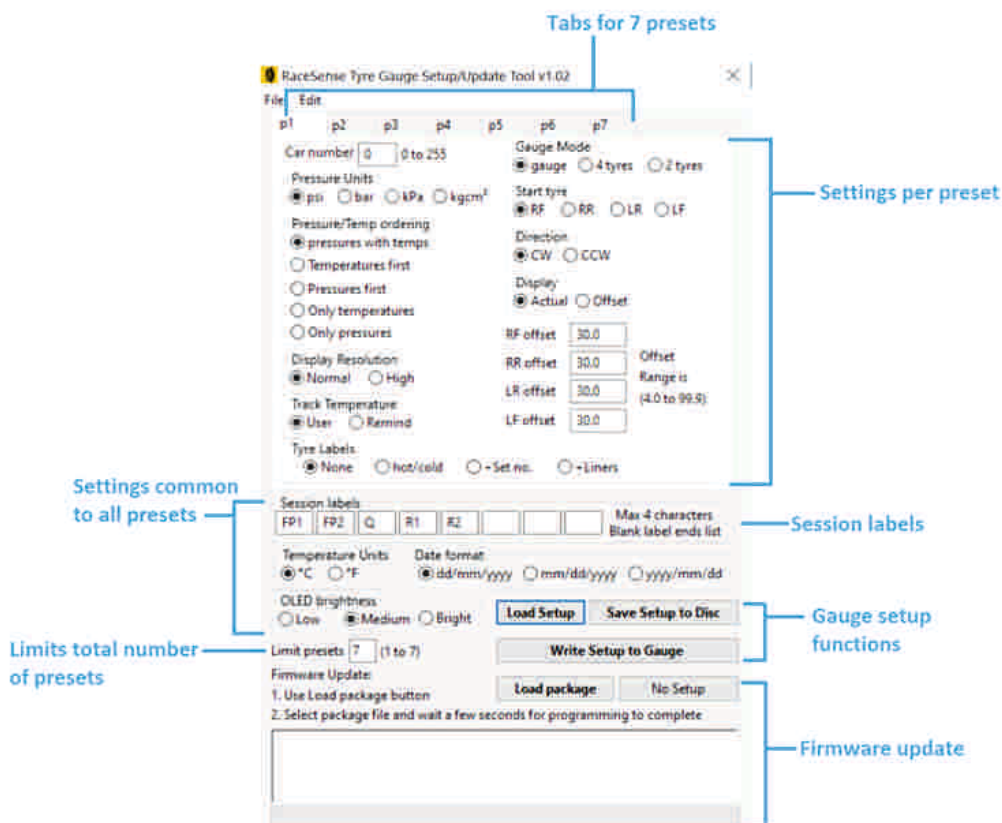 Tabs for 7 presets
RaceSense Tyre Gauge Setup/Update Tool v1.02
File Edit
p1 p2 p3 p4 p5 p6 p7
Car number 0 0 to 255
Gauge Mode
gauge 4 tyres 2 tyres
Pressure Units
psi bar kPa kgcm²
Start tyre
RF RR LR LF
Settings per preset
Pressure/Temp ordering
pressures with temps
Temperatures first
Pressures first
Only temperatures
Only pressures
Direction
CW CCW
Display
Actual Offset
RF offset 30.0
RR offset 30.0
LR offset 30.0
LF offset 30.0
Offset
Range is
(4.0 to 99.9)
Display Resolution
Normal High
Track Temperature
User Remind
Tyre Labels
None hot/cold +Set no. +Liners
Settings common
to all presets
Session labels
FP1 FP2 Q R1 R2
Max 4 characters
Blank label ends list
Session labels
Temperature Units
°C °F
Date format
dd/mm/yyyy mm/dd/yyyy yyyy/mm/dd
OLED brightness
Low Medium Bright
Load Setup Save Setup to Disc
Gauge setup
functions
Limits total number
of presets
Limit presets 7 (1 to 7)
Write Setup to Gauge
Firmware Update:
1. Use Load package button
Load package No Setup
2. Select package file and wait a few seconds for programming to complete
Firmware update